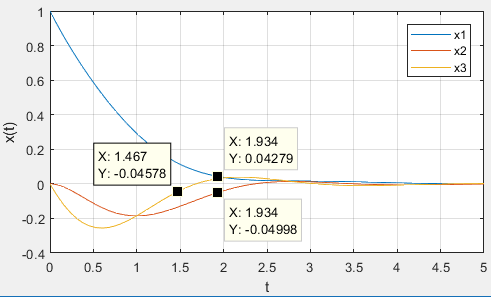 1
x1
x2
x3
0.8
0.6
0.4
0.2
0
-0.2
-0.4
X: 1.934
Y: 0.04279
X: 1.467
Y: -0.04578
X: 1.934
Y: -0.04998
x(t)
0 0.5 1 1.5 2 2.5 3 3.5 4 4.5 5
t